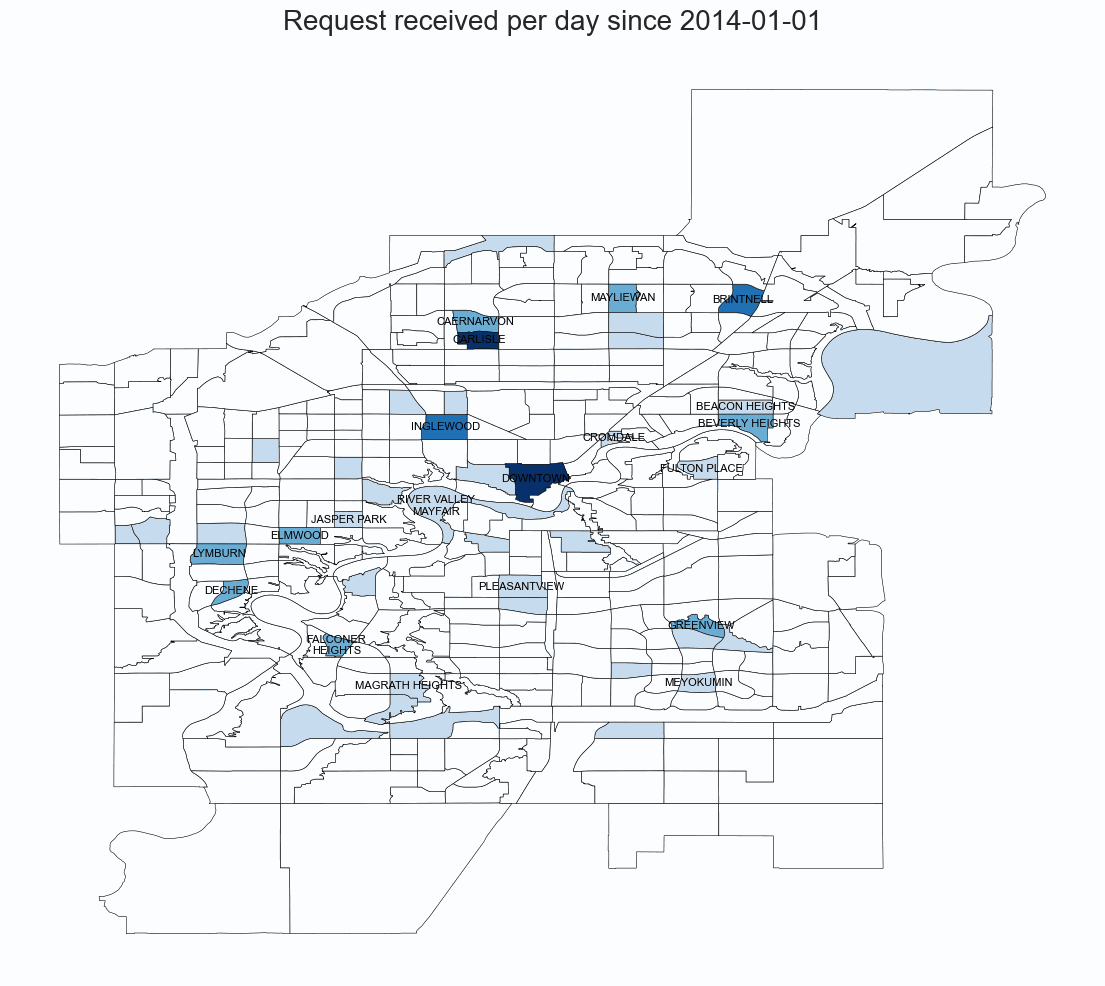 Request received per day since 2014-01-01
MAYLIEWAN
BRINTNELL
CAERNARVON
CARLISLE
BEACON HEIGHTS
BEVERLY HEIGHTS
INGLEWOOD
CROMDALE
FULTON PLACE
DOWNTOWN
RIVER VALLEY
MAYFAIR
JASPER PARK
ELMWOOD
LYMBURN
DECHENE
PLEASANTVIEW
GREENVIEW
FALCONER
HEIGHTS
MEYOKUMIN
MAGRATH HEIGHTS